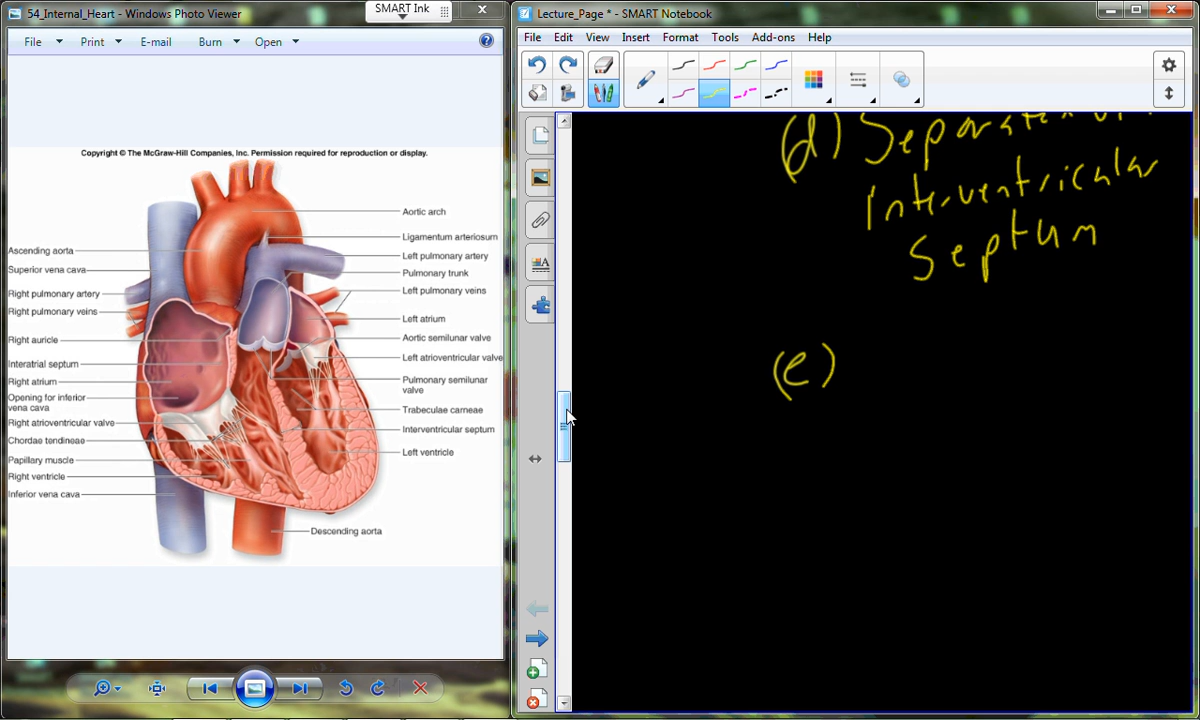 54_Internal_Heart - Windows Photo Viewer
SMART Ink
File Print E-mail Burn Open
Copyright © The McGraw-Hill Companies, Inc. Permission required for reproduction or display.
Ascending aorta
Superior vena cava
Right pulmonary artery
Right pulmonary veins
Right auricle
Interatrial septum
Right atrium
Opening for inferior
vena cava
Right atrioventricular valve
Chordae tendineae
Papillary muscle
Right ventricle
Inferior vena cava
Aortic arch
Ligamentum arteriosum
Left pulmonary artery
Pulmonary trunk
Left pulmonary veins
Left atrium
Aortic semilunar valve
Left atrioventricular valve
Pulmonary semilunar
valve
Trabeculae carneae
Interventricular septum
Left ventricle
Descending aorta
Lecture_Page * - SMART Notebook
File Edit View Insert Format Tools Add-ons Help
(d)
Interventricular
Septum
(e)